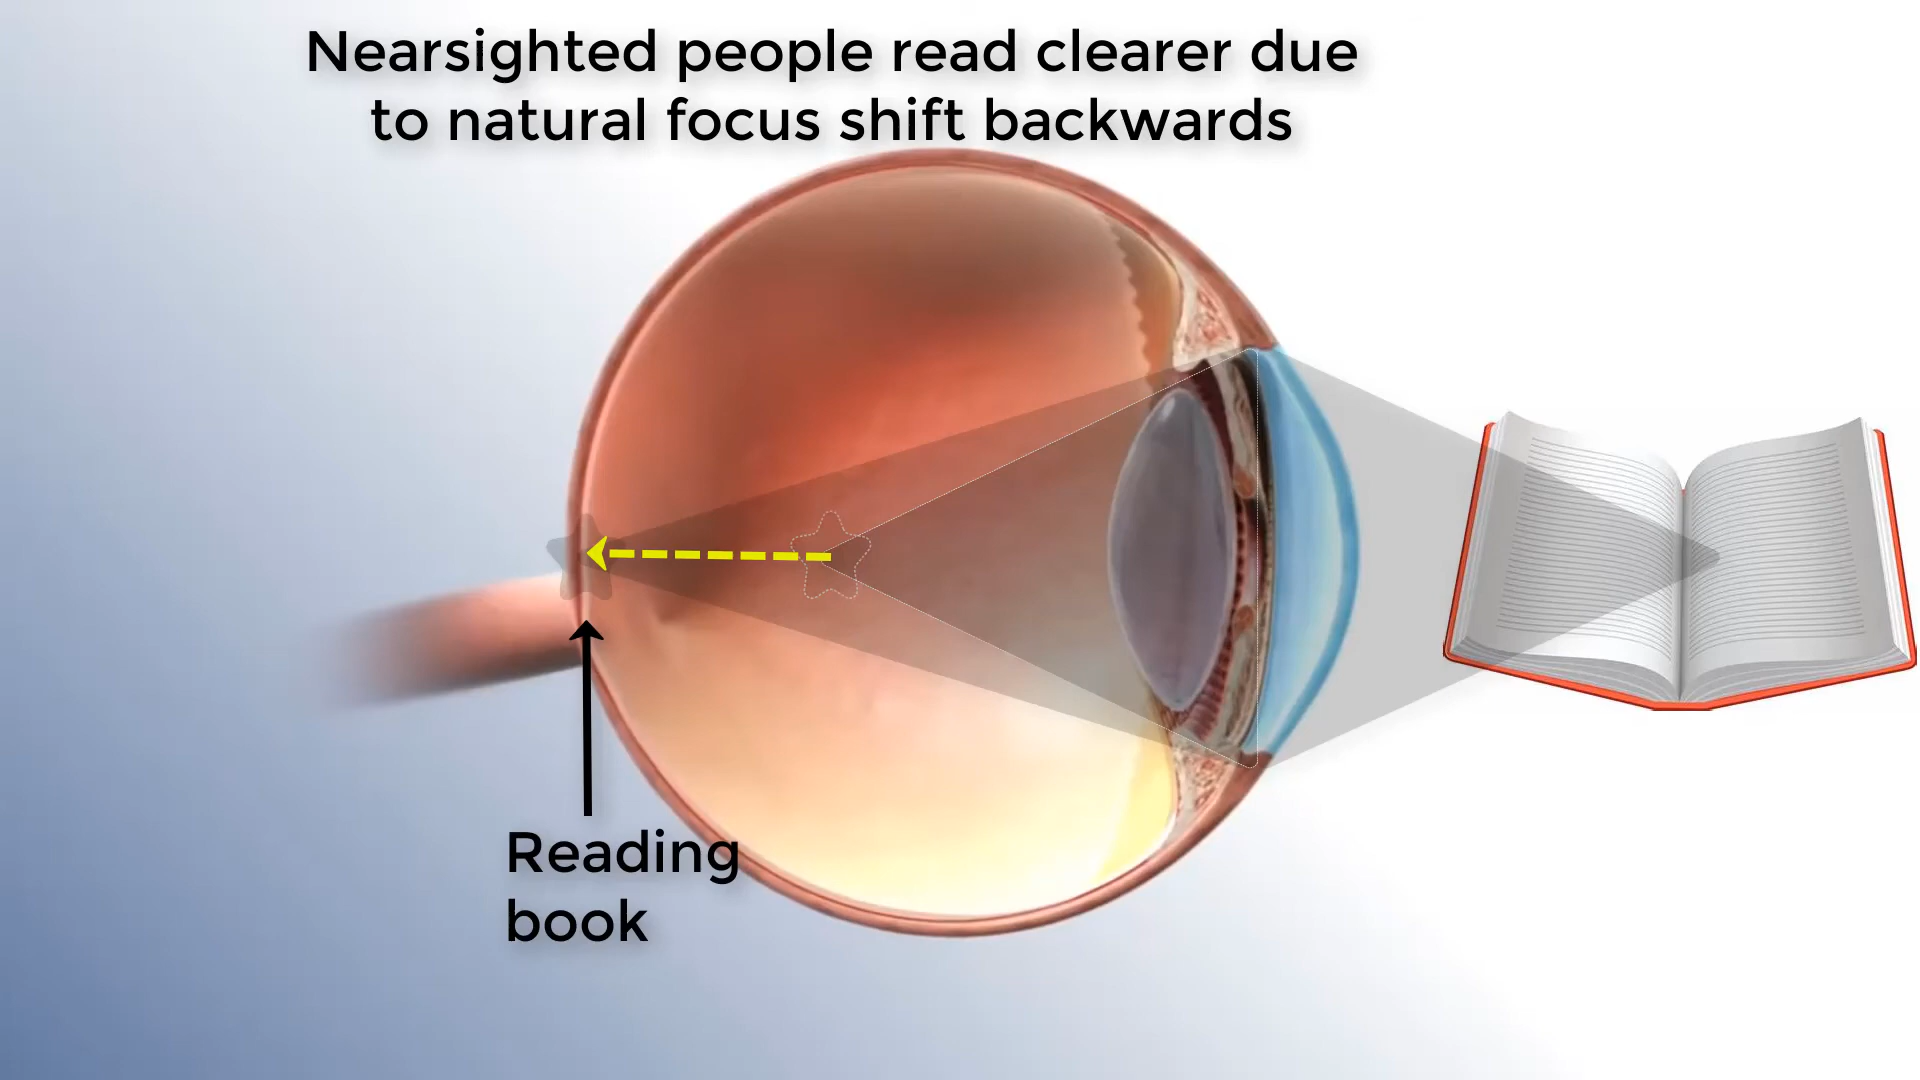 Nearsighted people read clearer due
to natural focus shift backwards
Reading
book